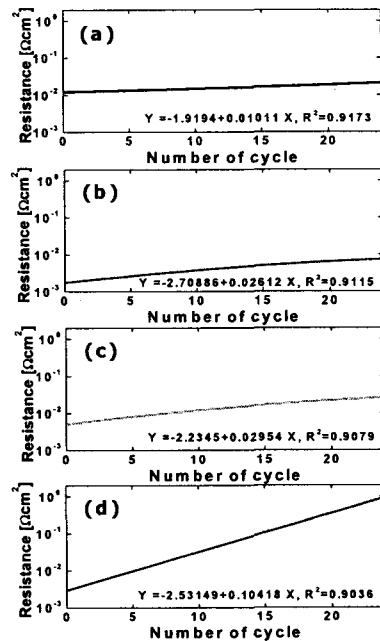 (a)
Resistance [Ωcm²]
10⁰
10⁻¹
10⁻²
10⁻³
Y =-1.9194+0.01011 X, R²=0.9173
0 5 10 15 20
Number of cycle
(b)
Resistance [Ωcm²]
10⁰
10⁻¹
10⁻²
10⁻³
Y =-2.70886+0.02612 X, R²=0.9115
0 5 10 15 20
Number of cycle
(c)
Resistance [Ωcm²]
10⁰
10⁻¹
10⁻²
10⁻³
Y =-2.2345+0.02954 X, R²=0.9079
0 5 10 15 20
Number of cycle
(d)
Resistance [Ωcm²]
10⁰
10⁻¹
10⁻²
10⁻³
Y =-2.53149+0.10418 X, R²=0.9036
0 5 10 15 20
Number of cycle